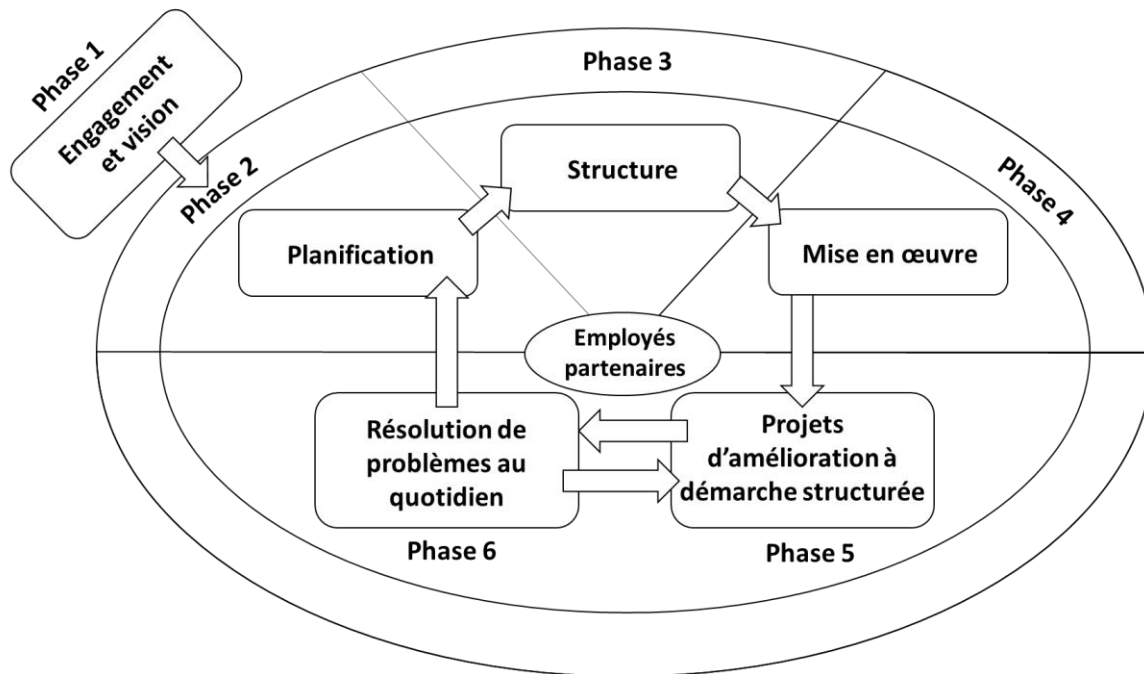 Phase 1
Engagement
et vision
Phase 2
Phase 3
Phase 4
Planification
Structure
Mise en œuvre
Employés
partenaires
Résolution de
problèmes au
quotidien
Phase 6
Projets
d'amélioration à
démarche structurée
Phase 5